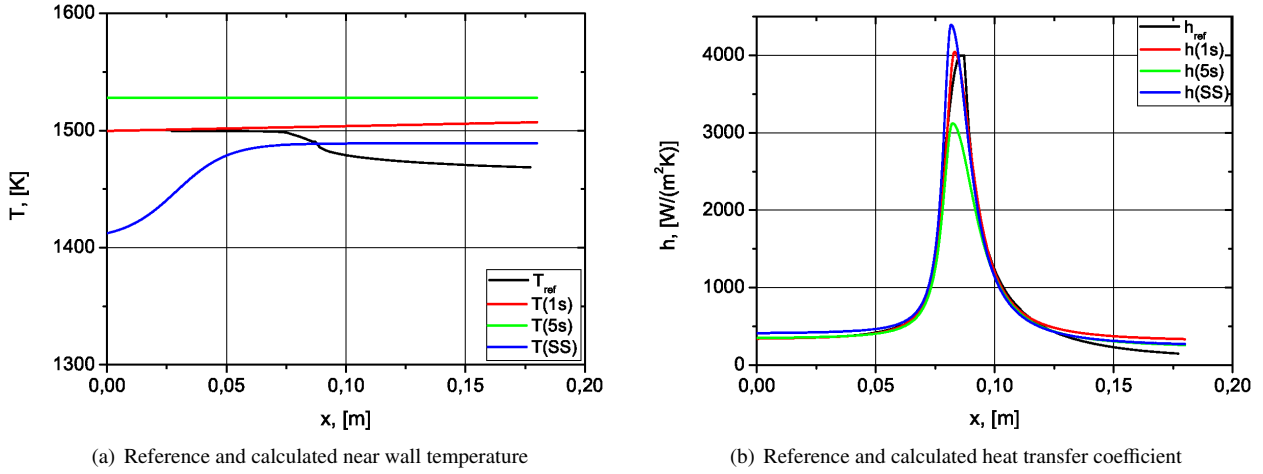 1600
1500
1400
1300
0,00
0,05
0,10
0,15
0,20
T, [K]
x, [m]
T_ref
T(1s)
T(5s)
T(SS)
(a) Reference and calculated near wall temperature
4000
3000
2000
1000
0
0,00
0,05
0,10
0,15
0,20
h, [W/(m²K)]
x, [m]
h_ref
h(1s)
h(5s)
h(SS)
(b) Reference and calculated heat transfer coefficient